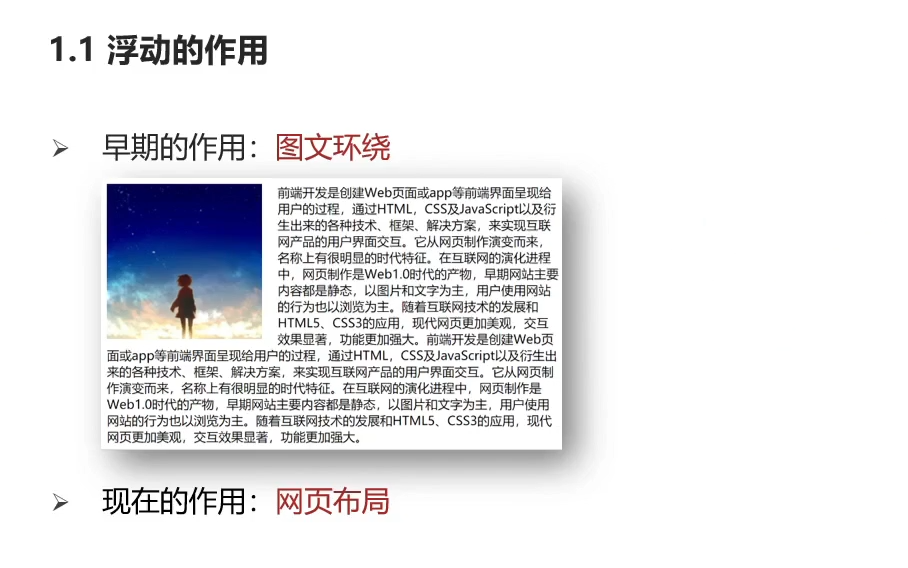 1.1 浮动的作用
早期的作用：图文环绕
前端开发是创建Web页面或app等前端界面呈现给
用户的过程，通过HTML，CSS及JavaScript以及衍
生出来的各种技术、框架、解决方案，来实现互联
网产品的用户界面交互。它从网页制作演变而来，
名称上有很明显的时代特征。在互联网的演化进程
中，网页制作是Web1.0时代的产物，早期网站主要
内容都是静态，以图片和文字为主，用户使用网站
的行为也以浏览为主。随着互联网技术的发展和
HTML5、CSS3的应用，现代网页更加美观，交互
效果显著，功能更加强大。前端开发是创建Web页
面或app等前端界面呈现给用户的过程，通过HTML，CSS及JavaScript以及衍生出
来的各种技术、框架、解决方案，来实现互联网产品的用户界面交互。它从网页制
作演变而来，名称上有很明显的时代特征。在互联网的演化进程中，网页制作是
Web1.0时代的产物，早期网站主要内容都是静态，以图片和文字为主，用户使用
网站的行为也以浏览为主。随着互联网技术的发展和HTML5、CSS3的应用，现代
网页更加美观，交互效果显著，功能更加强大。
现在的作用：网页布局